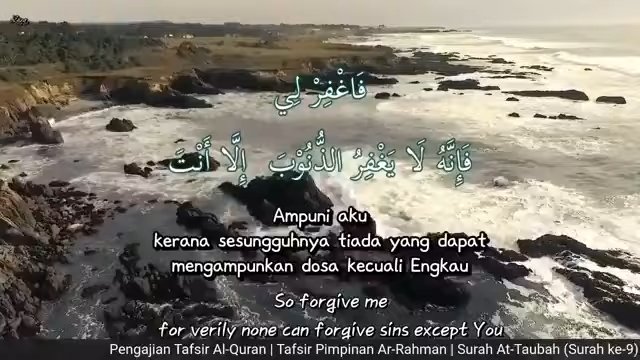 فَاغْفِرْ لِي
فَإِنَّهُ لَا يَغْفِرُ الذُّنُوْبَ إِلَّا أَنْتَ
Ampuni aku
kerana sesungguhnya tiada yang dapat
mengampunkan dosa kecuali Engkau
So forgive me
for verily none can forgive sins except You
Pengajian Tafsir Al-Quran | Tafsir Pimpinan Ar-Rahman | Surah At-Taubah (Surah ke-9)